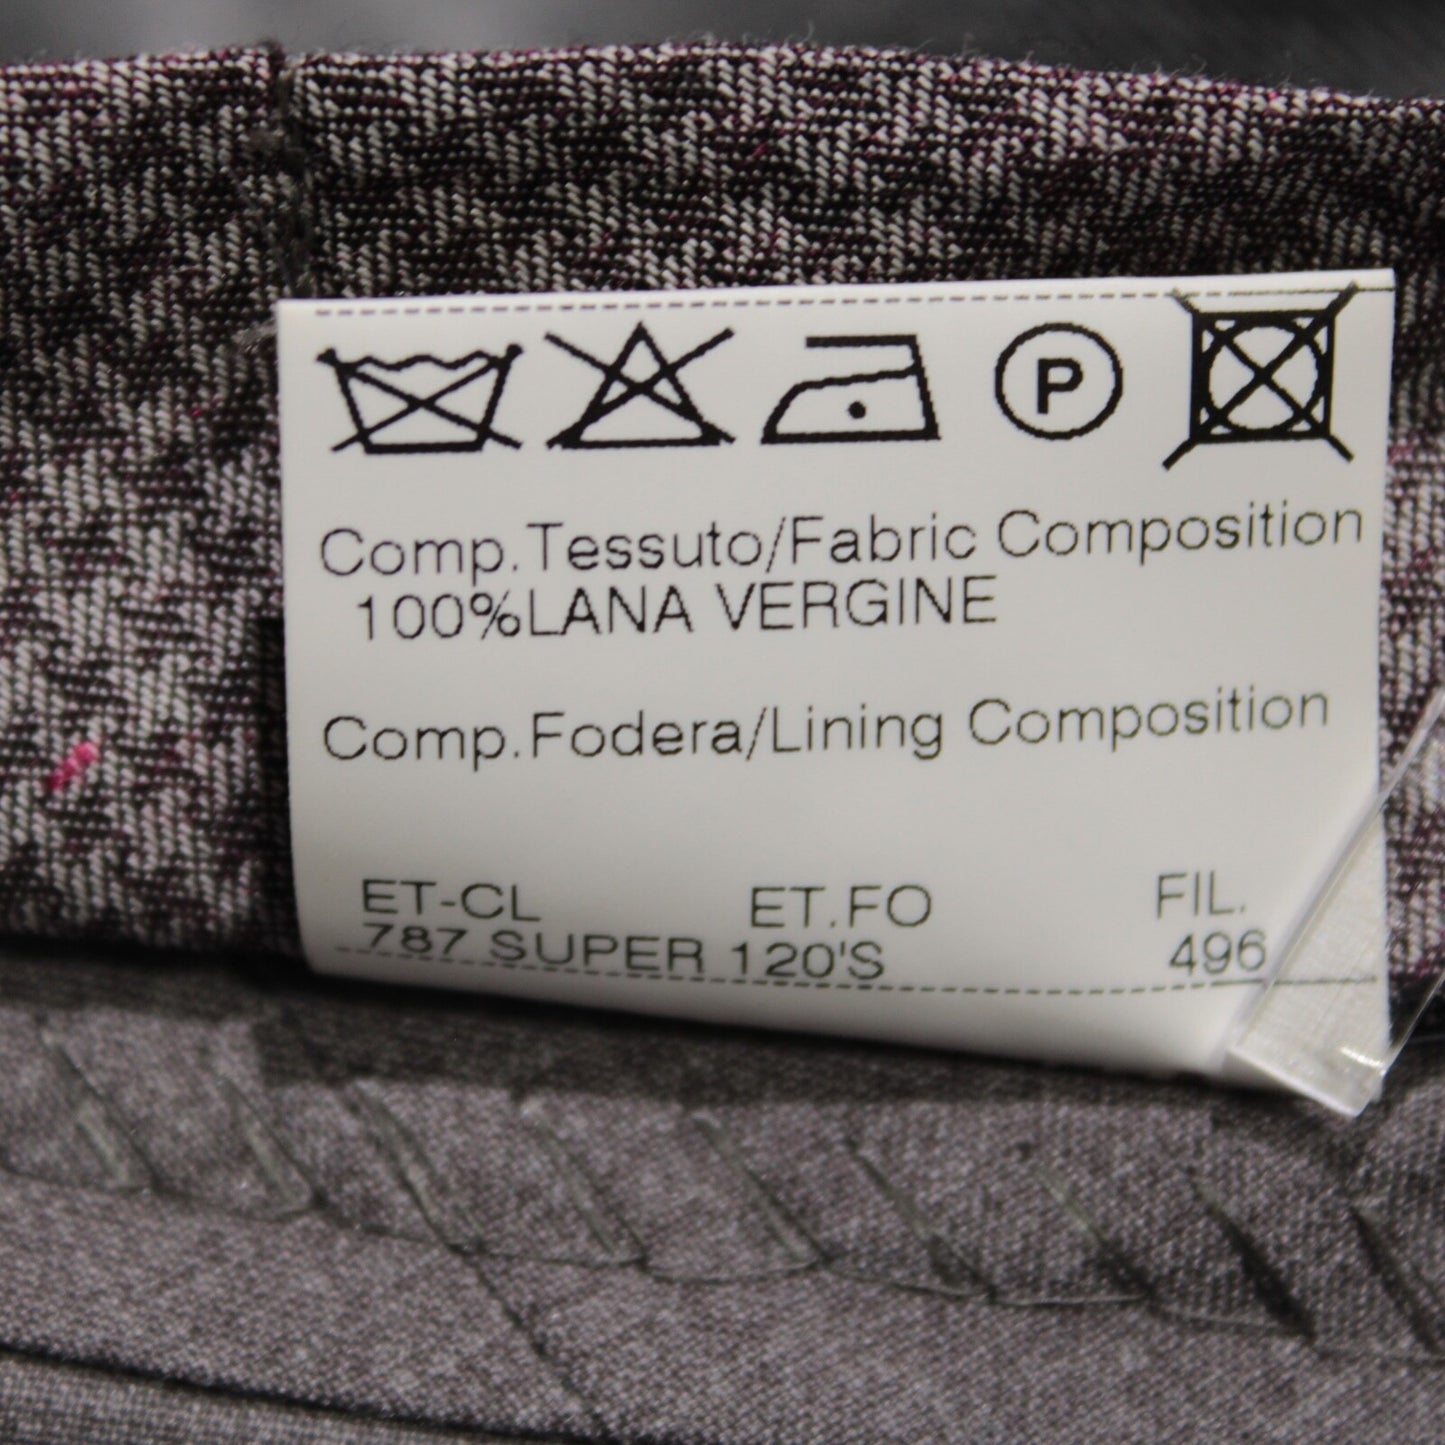 P
Comp.Tessuto/Fabric Composition
100%LANA VERGINE
Comp.Fodera/Lining Composition
ET-CL ET.FO FIL.
787 SUPER 120'S 496